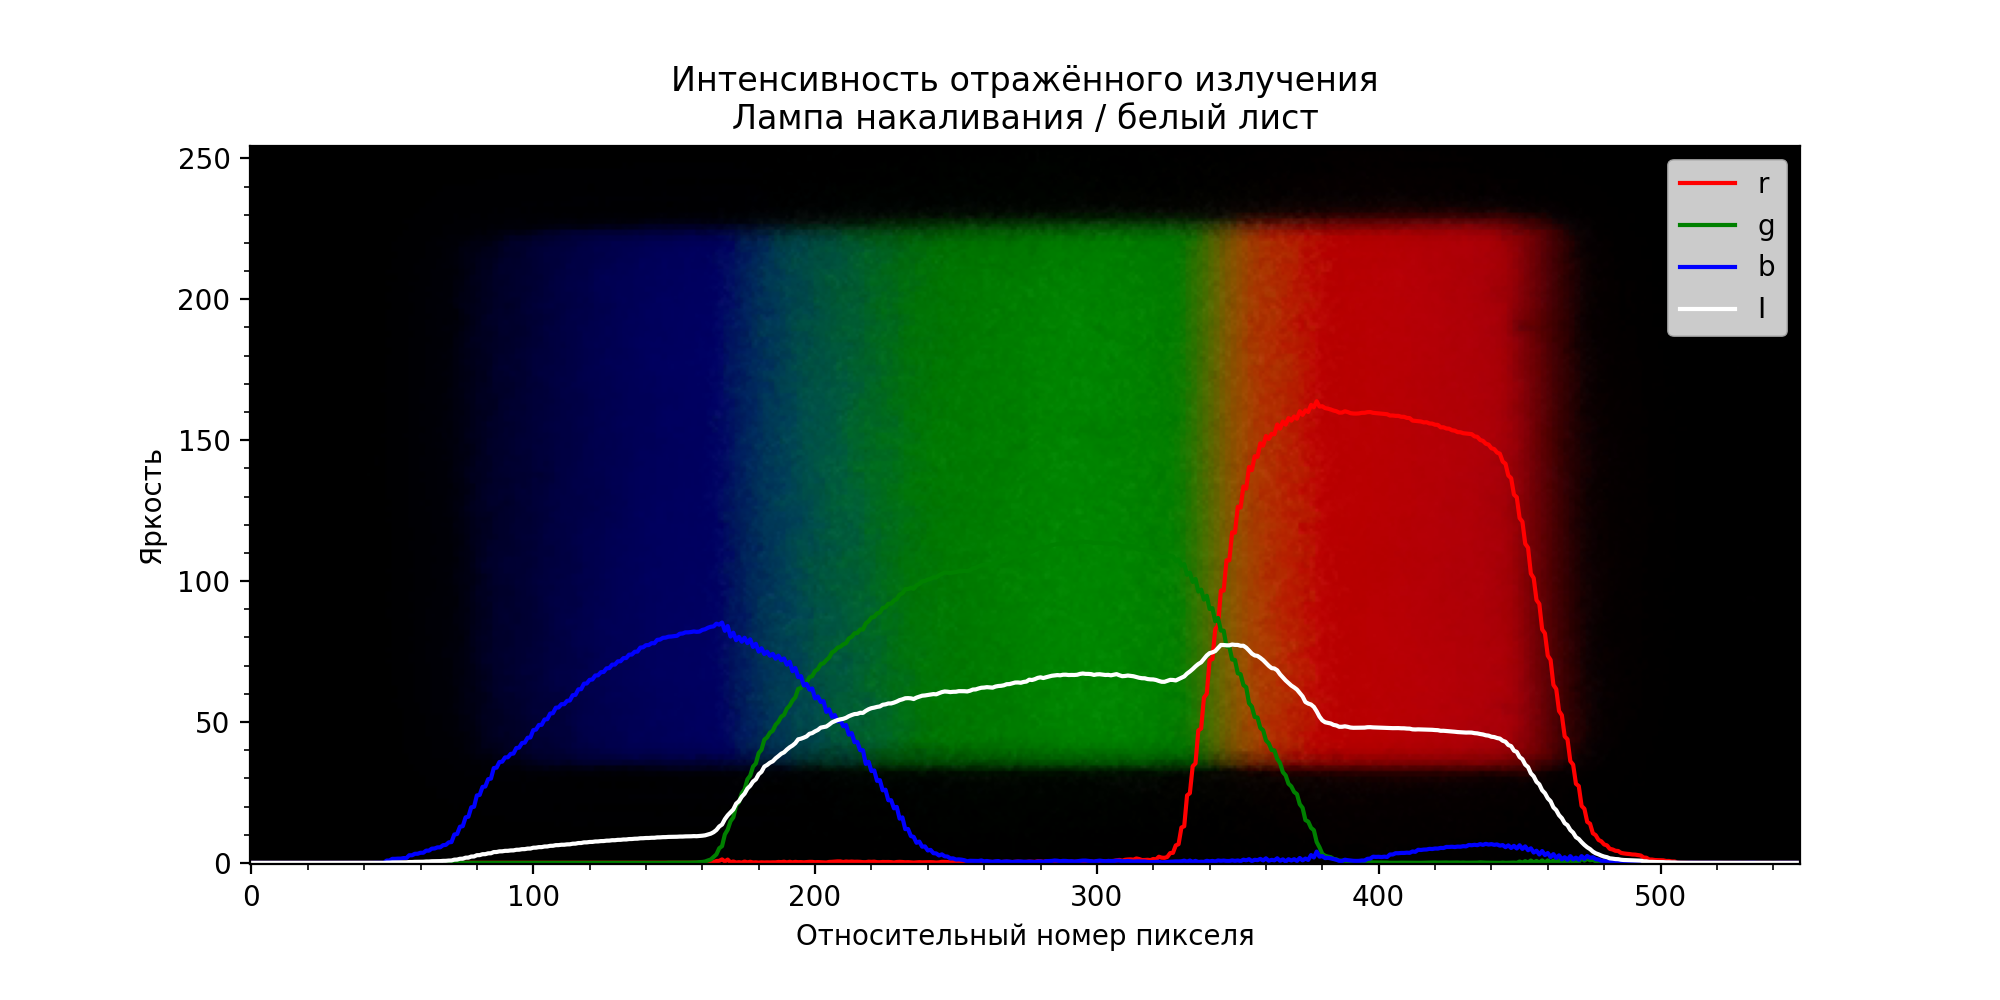 Интенсивность отражённого излучения
Лампа накаливания / белый лист
250
200
150
100
50
0
Яркость
r
g
b
l
0 100 200 300 400 500
Относительный номер пикселя